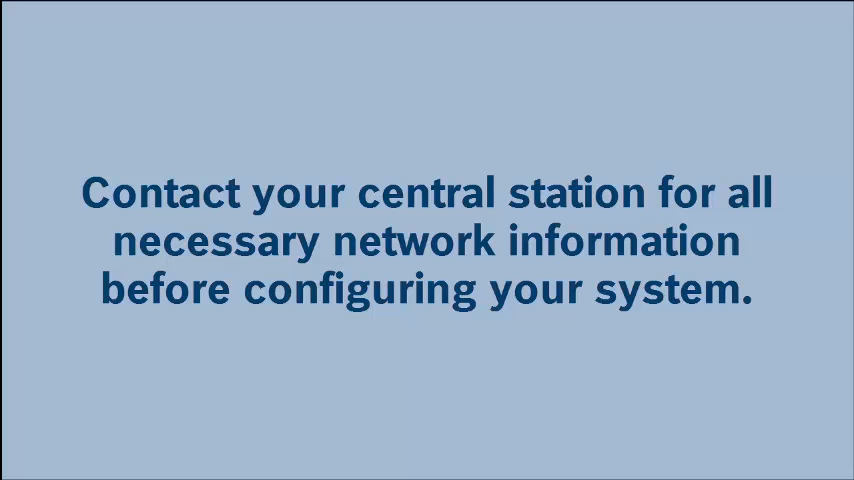 Contact your central station for all
necessary network information
before configuring your system.